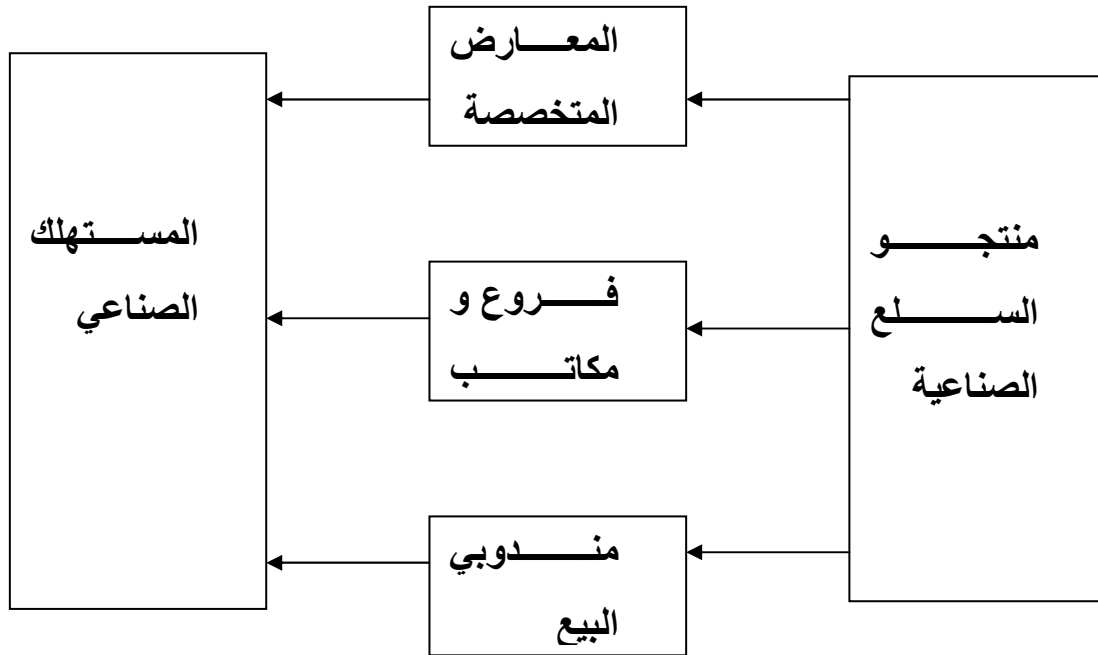 المعارض
المتخصصة
منتجو
السلع
الصناعية
فروع و
مكاتب
المستهلك
الصناعي
مندوبي
البيع